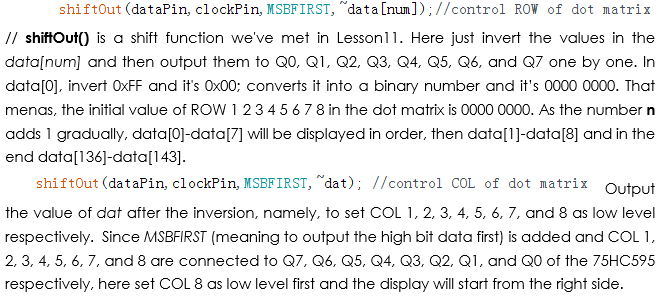 shiftOut(dataPin,clockPin,MSBFIRST,~data[num]);//control ROW of dot matrix
// shiftOut() is a shift function we've met in Lesson11. Here just invert the values in the
data[num] and then output them to Q0, Q1, Q2, Q3, Q4, Q5, Q6, and Q7 one by one. In
data[0], invert 0xFF and it's 0x00; converts it into a binary number and it's 0000 0000. That
menas, the initial value of ROW 1 2 3 4 5 6 7 8 in the dot matrix is 0000 0000. As the number n
adds 1 gradually, data[0]-data[7] will be displayed in order, then data[1]-data[8] and in the
end data[136]-data[143].
shiftOut(dataPin,clockPin,MSBFIRST,~dat); //control COL of dot matrix Output
the value of dat after the inversion, namely, to set COL 1, 2, 3, 4, 5, 6, 7, and 8 as low level
respectively. Since MSBFIRST (meaning to output the high bit data first) is added and COL 1,
2, 3, 4, 5, 6, 7, and 8 are connected to Q7, Q6, Q5, Q4, Q3, Q2, Q1, and Q0 of the 75HC595
respectively, here set COL 8 as low level first and the display will start from the right side.